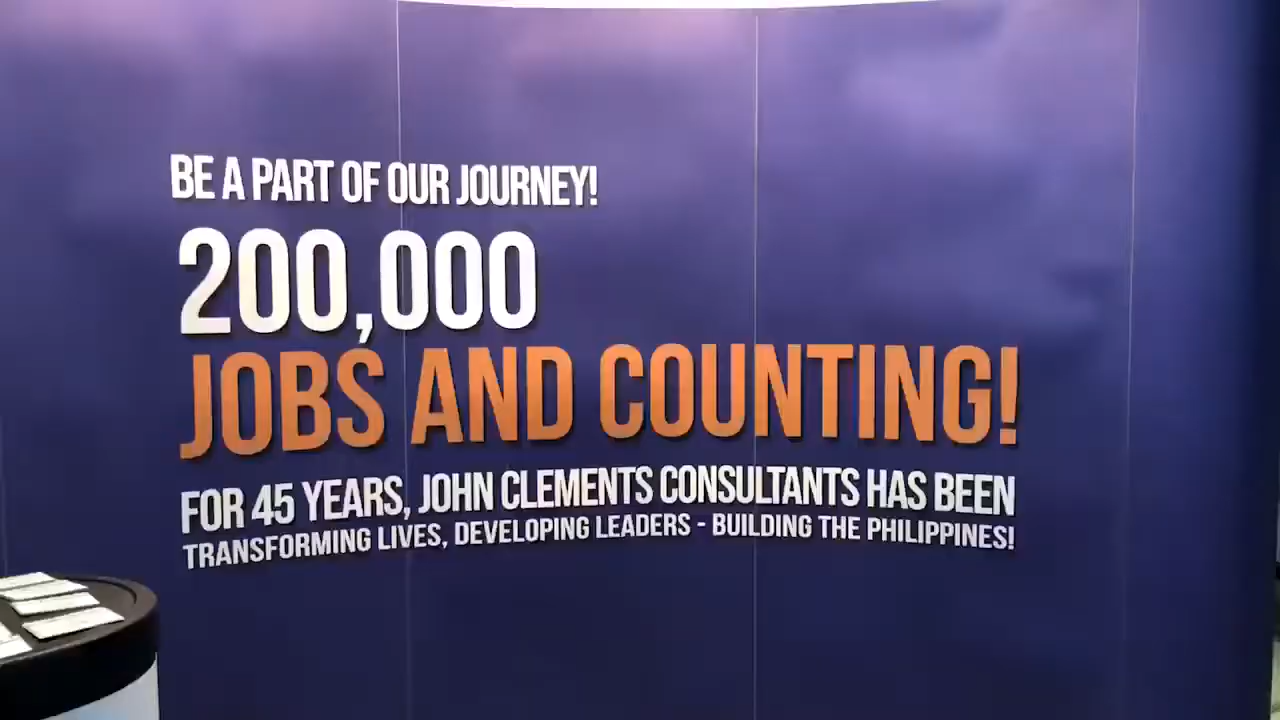 BE A PART OF OUR JOURNEY!
200,000
JOBS AND COUNTING!
FOR 45 YEARS, JOHN CLEMENTS CONSULTANTS HAS BEEN
TRANSFORMING LIVES, DEVELOPING LEADERS - BUILDING THE PHILIPPINES!